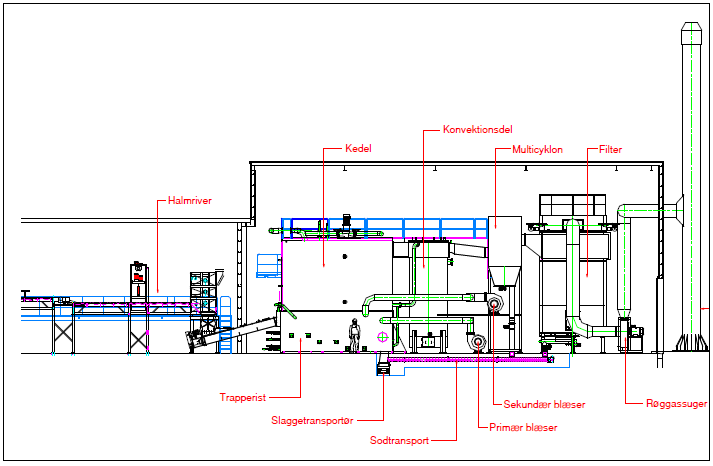 Konvektionsdel
Kedel
Multicyklon
Filter
Halmriver
Trapperist
Sekundær blæser
Røggassuger
Slaggetransportør
Primær blæser
Sodtransport